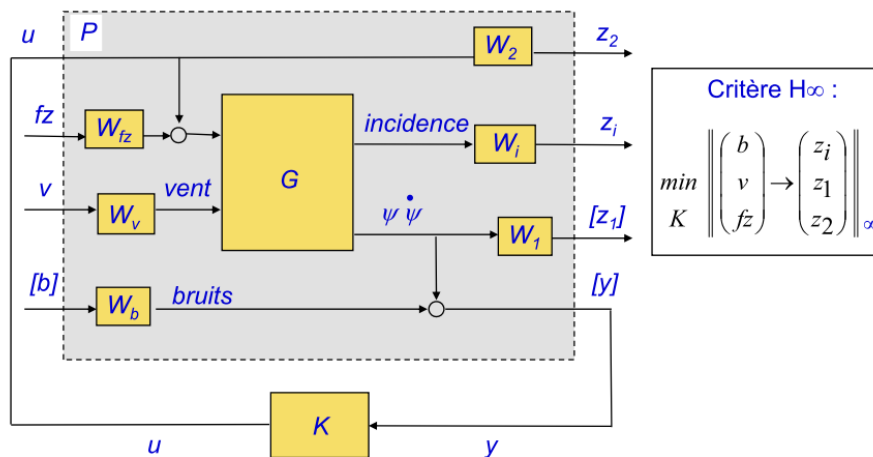 u
P
W2
z2
fz
Wfz
incidence
Wi
zi
G
v
Wv
vent
ψ ψ̇
W1
[z1]
[b]
Wb
bruits
[y]
K
u
y
Critère H∞ :
min K ‖ ( b v fz ) → ( zi z1 z2 ) ‖∞